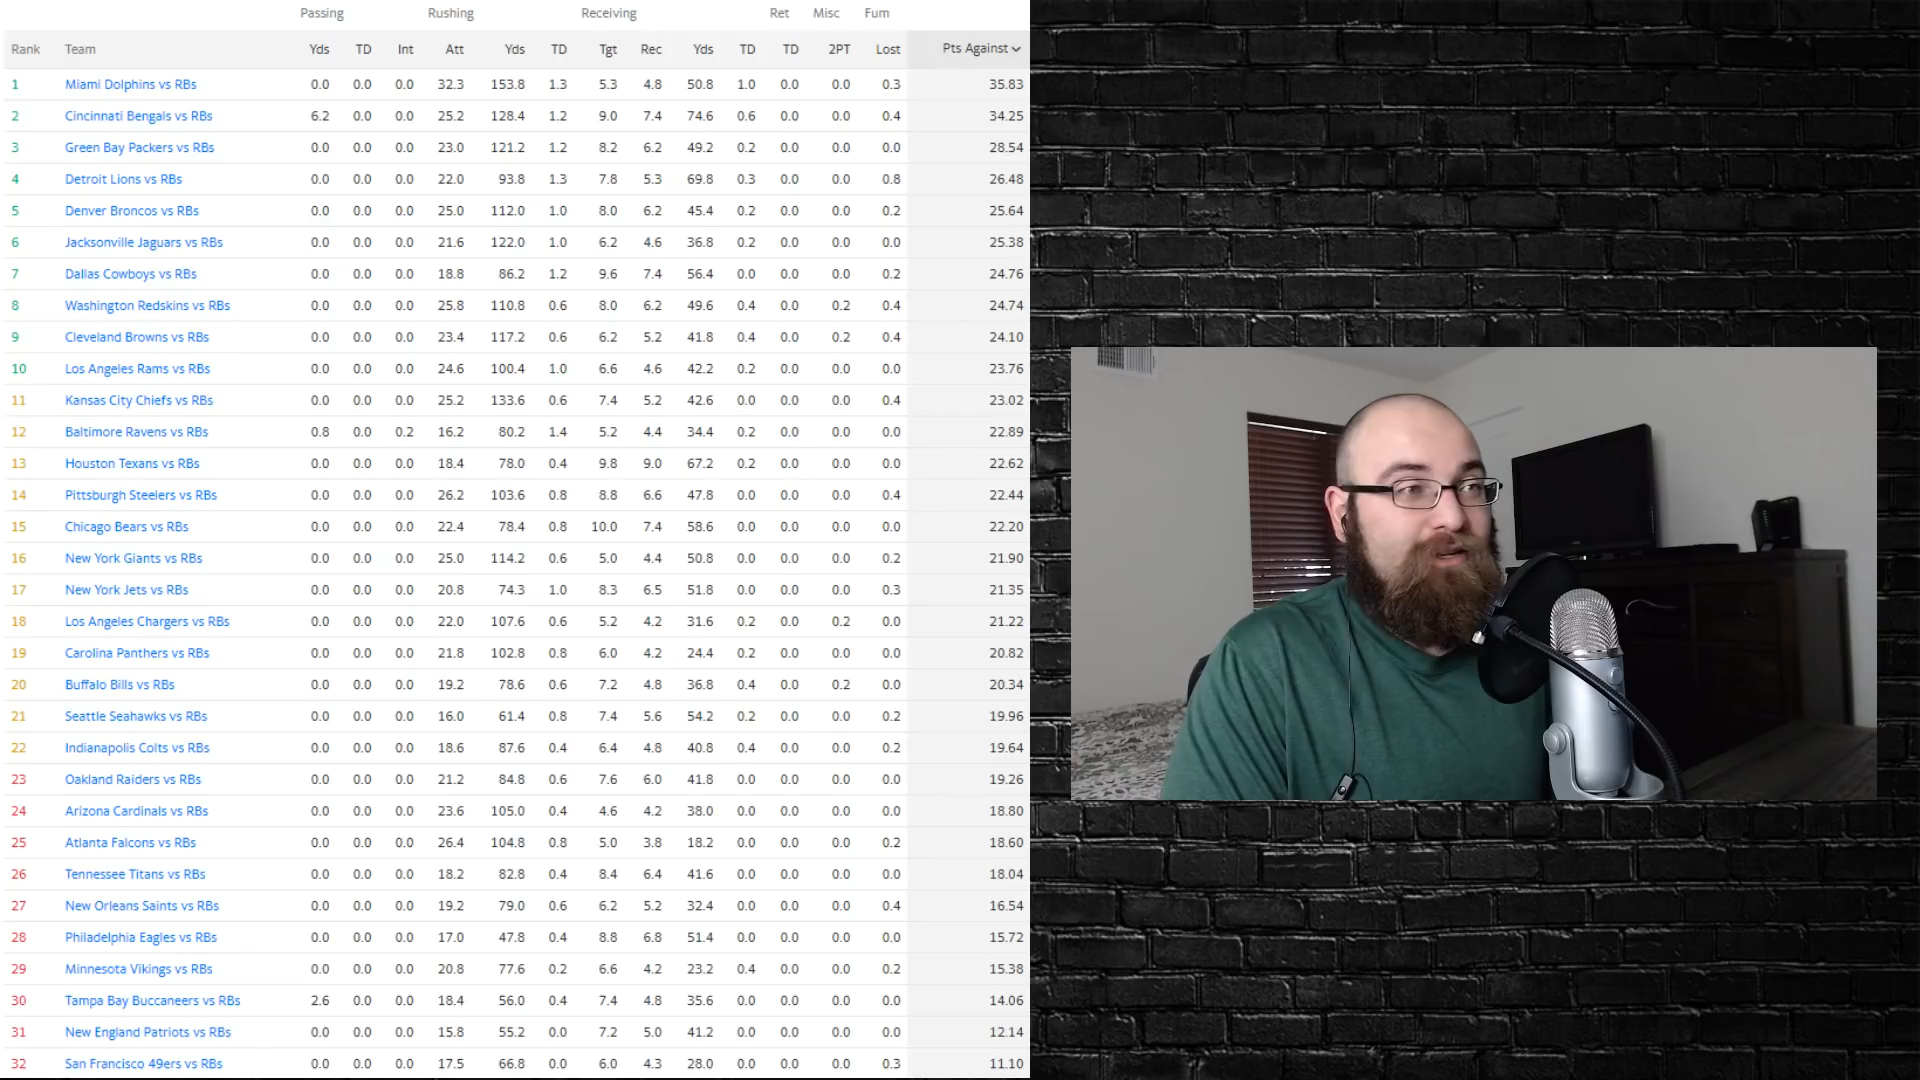 Passing Rushing Receiving Ret Misc Fum
Rank Team Yds TD Int Att Yds TD Tgt Rec Yds TD TD 2PT Lost Pts Against
1 Miami Dolphins vs RBs 0.0 0.0 0.0 32.3 153.8 1.3 5.3 4.8 50.8 1.0 0.0 0.0 0.3 35.83
2 Cincinnati Bengals vs RBs 6.2 0.0 0.0 25.2 128.4 1.2 9.0 7.4 74.6 0.6 0.0 0.0 0.4 34.25
3 Green Bay Packers vs RBs 0.0 0.0 0.0 23.0 121.2 1.2 8.2 6.2 49.2 0.2 0.0 0.0 0.0 28.54
4 Detroit Lions vs RBs 0.0 0.0 0.0 22.0 93.8 1.3 7.8 5.3 69.8 0.3 0.0 0.0 0.8 26.48
5 Denver Broncos vs RBs 0.0 0.0 0.0 25.0 112.0 1.0 8.0 6.2 45.4 0.2 0.0 0.0 0.2 25.64
6 Jacksonville Jaguars vs RBs 0.0 0.0 0.0 21.6 122.0 1.0 6.2 4.6 36.8 0.2 0.0 0.0 0.0 25.38
7 Dallas Cowboys vs RBs 0.0 0.0 0.0 18.8 86.2 1.2 9.6 7.4 56.4 0.0 0.0 0.0 0.2 24.76
8 Washington Redskins vs RBs 0.0 0.0 0.0 25.8 110.8 0.6 8.0 6.2 49.6 0.4 0.0 0.2 0.4 24.74
9 Cleveland Browns vs RBs 0.0 0.0 0.0 23.4 117.2 0.6 6.2 5.2 41.8 0.4 0.0 0.2 0.4 24.10
10 Los Angeles Rams vs RBs 0.0 0.0 0.0 24.6 100.4 1.0 6.6 4.6 42.2 0.2 0.0 0.0 0.0 23.76
11 Kansas City Chiefs vs RBs 0.0 0.0 0.0 25.2 133.6 0.6 7.4 5.2 42.6 0.0 0.0 0.0 0.4 23.02
12 Baltimore Ravens vs RBs 0.8 0.0 0.2 16.2 80.2 1.4 5.2 4.4 34.4 0.2 0.0 0.0 0.0 22.89
13 Houston Texans vs RBs 0.0 0.0 0.0 18.4 78.0 0.4 9.8 9.0 67.2 0.2 0.0 0.0 0.0 22.62
14 Pittsburgh Steelers vs RBs 0.0 0.0 0.0 26.2 103.6 0.8 8.8 6.6 47.8 0.0 0.0 0.0 0.4 22.44
15 Chicago Bears vs RBs 0.0 0.0 0.0 22.4 78.4 0.8 10.0 7.4 58.6 0.0 0.0 0.0 0.0 22.20
16 New York Giants vs RBs 0.0 0.0 0.0 25.0 114.2 0.6 5.0 4.4 50.8 0.0 0.0 0.0 0.2 21.90
17 New York Jets vs RBs 0.0 0.0 0.0 20.8 74.3 1.0 8.3 6.5 51.8 0.0 0.0 0.0 0.3 21.35
18 Los Angeles Chargers vs RBs 0.0 0.0 0.0 22.0 107.6 0.6 5.2 4.2 31.6 0.2 0.0 0.2 0.0 21.22
19 Carolina Panthers vs RBs 0.0 0.0 0.0 21.8 102.8 0.8 6.0 4.2 24.4 0.2 0.0 0.0 0.0 20.82
20 Buffalo Bills vs RBs 0.0 0.0 0.0 19.2 78.6 0.6 7.2 4.8 36.8 0.4 0.0 0.2 0.0 20.34
21 Seattle Seahawks vs RBs 0.0 0.0 0.0 16.0 61.4 0.8 7.4 5.6 54.2 0.2 0.0 0.0 0.2 19.96
22 Indianapolis Colts vs RBs 0.0 0.0 0.0 18.6 87.6 0.4 6.4 4.8 40.8 0.4 0.0 0.0 0.2 19.64
23 Oakland Raiders vs RBs 0.0 0.0 0.0 21.2 84.8 0.6 7.6 6.0 41.8 0.0 0.0 0.0 0.0 19.26
24 Arizona Cardinals vs RBs 0.0 0.0 0.0 23.6 105.0 0.4 4.6 4.2 38.0 0.0 0.0 0.0 0.0 18.80
25 Atlanta Falcons vs RBs 0.0 0.0 0.0 26.4 104.8 0.8 5.0 3.8 18.2 0.0 0.0 0.0 0.2 18.60
26 Tennessee Titans vs RBs 0.0 0.0 0.0 18.2 82.8 0.4 8.4 6.4 41.6 0.0 0.0 0.0 0.0 18.04
27 New Orleans Saints vs RBs 0.0 0.0 0.0 19.2 79.0 0.6 6.2 5.2 32.4 0.0 0.0 0.0 0.4 16.54
28 Philadelphia Eagles vs RBs 0.0 0.0 0.0 17.0 47.8 0.4 8.8 6.8 51.4 0.0 0.0 0.0 0.0 15.72
29 Minnesota Vikings vs RBs 0.0 0.0 0.0 20.8 77.6 0.2 6.6 4.2 23.2 0.4 0.0 0.0 0.2 15.38
30 Tampa Bay Buccaneers vs RBs 2.6 0.0 0.0 18.4 56.0 0.4 7.4 4.8 35.6 0.0 0.0 0.0 0.0 14.06
31 New England Patriots vs RBs 0.0 0.0 0.0 15.8 55.2 0.0 7.2 5.0 41.2 0.0 0.0 0.0 0.0 12.14
32 San Francisco 49ers vs RBs 0.0 0.0 0.0 17.5 66.8 0.0 6.0 4.3 28.0 0.0 0.0 0.0 0.3 11.10